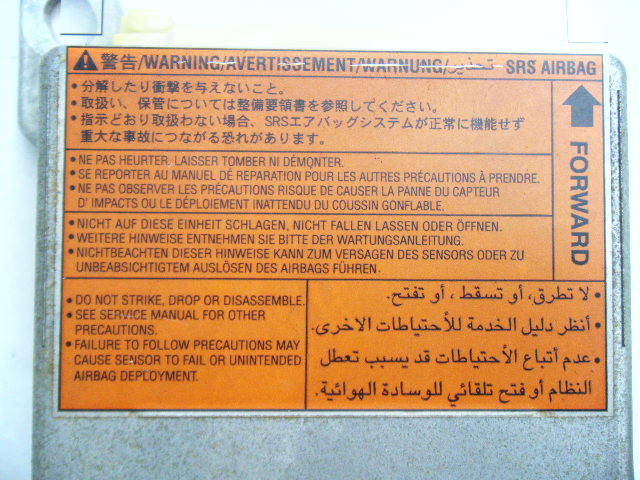 警告/WARNING/AVERTISSEMENT/WARNUNG/تحذير - SRS AIRBAG
• 分解したり衝撃を与えないこと。
• 取扱い、保管については整備要領書を参照してください。
• 指示どおり取扱わない場合、SRSエアバッグシステムが正常に機能せず
重大な事故につながる恐れがあります。
FORWARD
• NE PAS HEURTER. LAISSER TOMBER NI DÉMONTER.
• SE REPORTER AU MANUEL DE REPARATION POUR LES AUTRES PRÉCAUTIONS À PRENDRE.
• NE PAS OBSERVER LES PRÉCAUTIONS RISQUE DE CAUSER LA PANNE DU CAPTEUR
D' IMPACTS OU LE DÉPLOIEMENT INATTENDU DU COUSSIN GONFLABLE.
• NICHT AUF DIESE EINHEIT SCHLAGEN, NICHT FALLEN LASSEN ODER ÖFFNEN.
• WEITERE HINWEISE ENTNEHMEN SIE BITTE DER WARTUNGSANLEITUNG.
• NICHTBEACHTEN DIESER HINWEISE KANN ZUM VERSAGEN DES SENSORS ODER ZU
UNBEABSICHTIGTEM AUSLÖSEN DES AIRBAGS FÜHREN.
• DO NOT STRIKE, DROP OR DISASSEMBLE.
• SEE SERVICE MANUAL FOR OTHER
PRECAUTIONS.
• FAILURE TO FOLLOW PRECAUTIONS MAY
CAUSE SENSOR TO FAIL OR UNINTENDED
AIRBAG DEPLOYMENT.
• لا تطرق، أو تسقط ، أو تفتح.
• أنظر دليل الخدمة للأحتياطات الاخرى.
• عدم أتباع الأحتياطات قد يسبب تعطل
النظام أو فتح تلقائي للوسادة الهوائية.